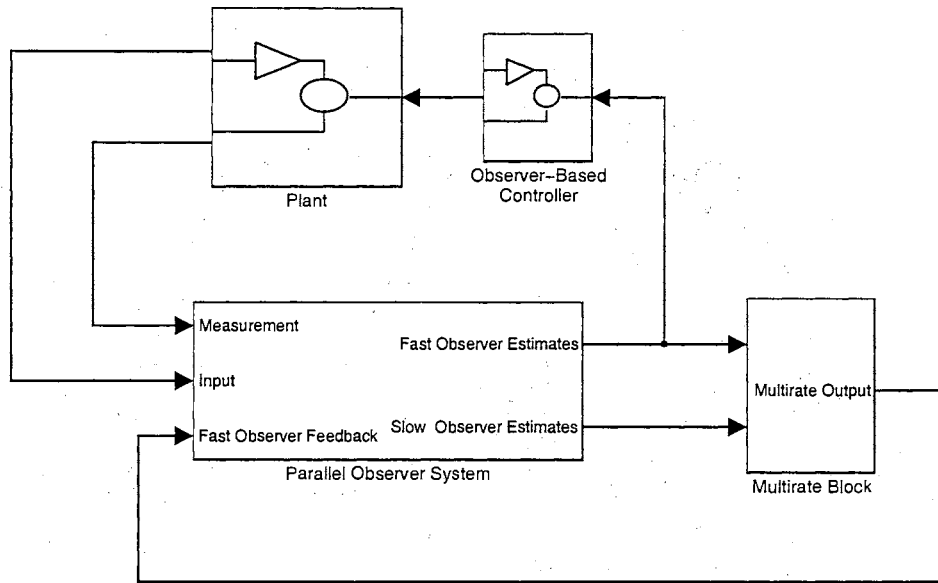 Plant
Observer-Based
Controller
Measurement
Fast Observer Estimates
Input
Multirate Output
Slow Observer Estimates
Fast Observer Feedback
Parallel Observer System
Multirate Block